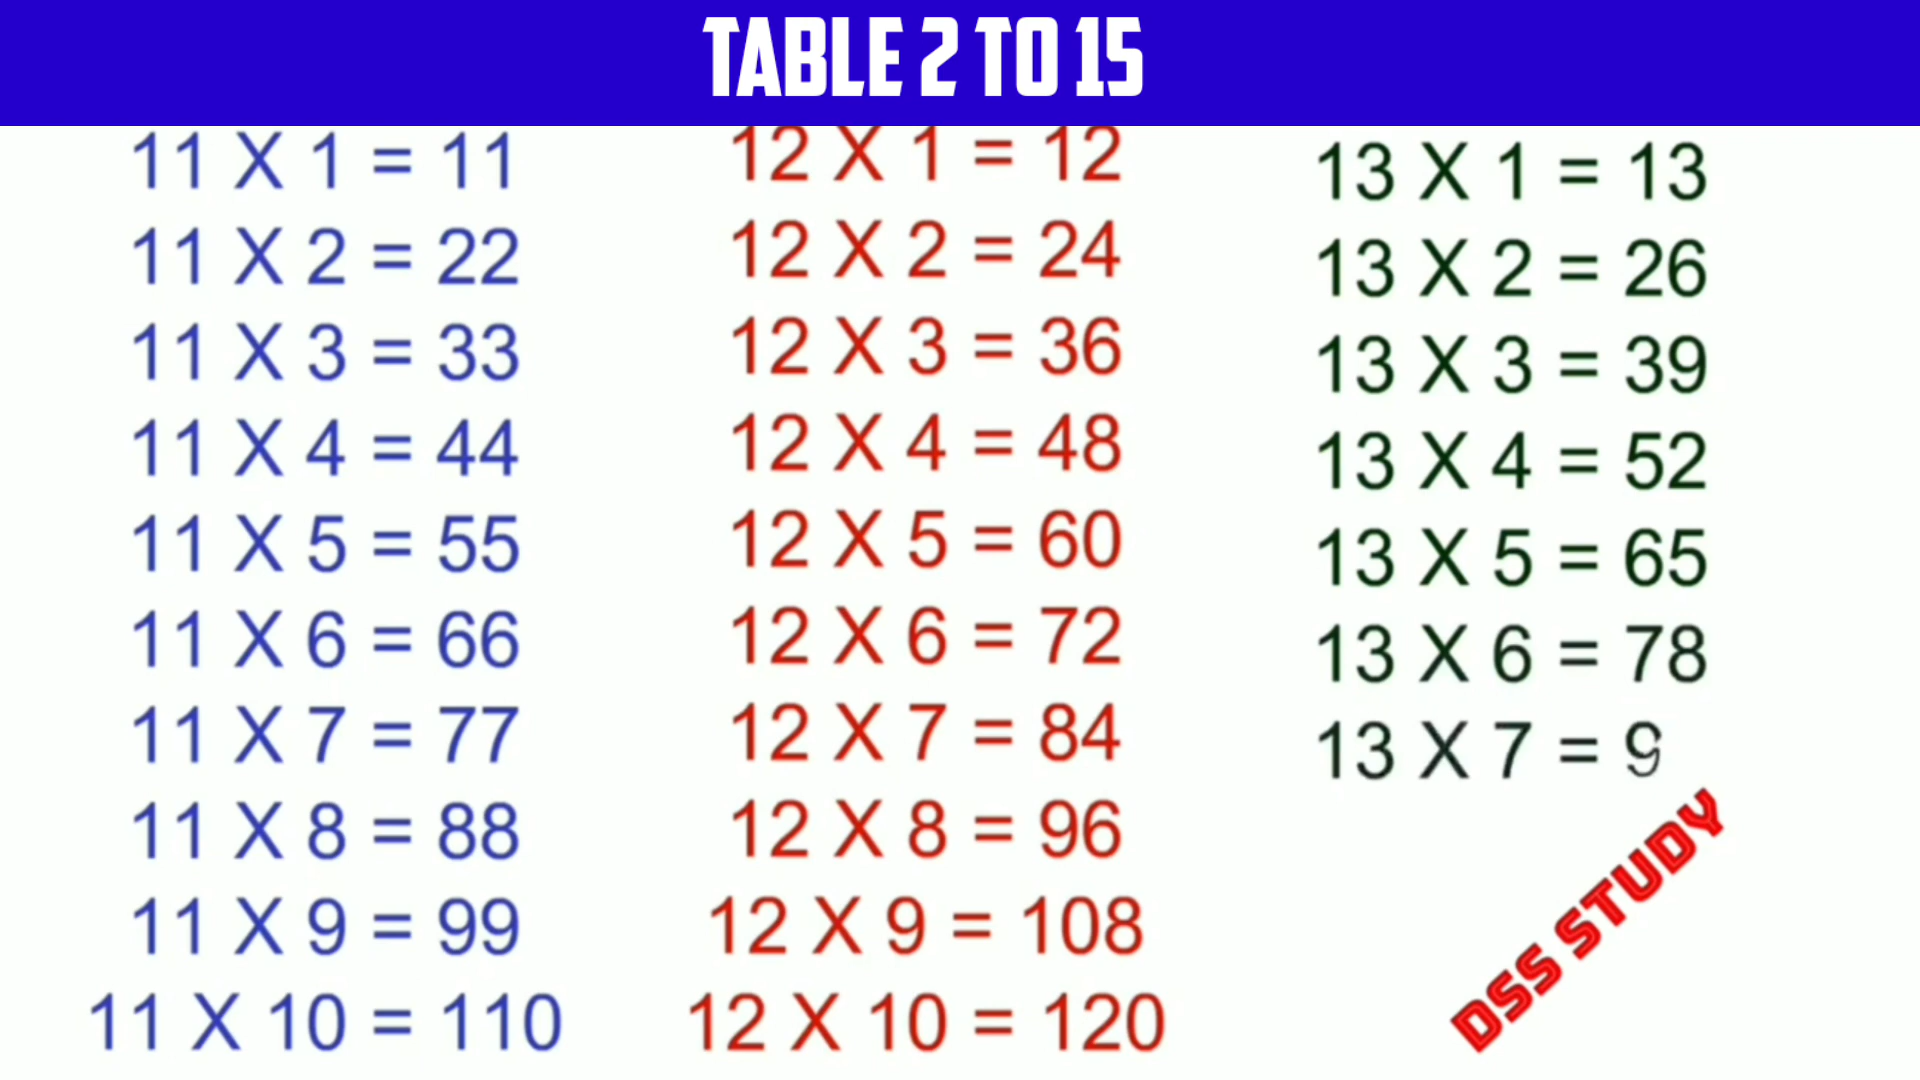 TABLE 2 TO 15
11 X 1 = 11
11 X 2 = 22
11 X 3 = 33
11 X 4 = 44
11 X 5 = 55
11 X 6 = 66
11 X 7 = 77
11 X 8 = 88
11 X 9 = 99
11 X 10 = 110
12 X 1 = 12
12 X 2 = 24
12 X 3 = 36
12 X 4 = 48
12 X 5 = 60
12 X 6 = 72
12 X 7 = 84
12 X 8 = 96
12 X 9 = 108
12 X 10 = 120
13 X 1 = 13
13 X 2 = 26
13 X 3 = 39
13 X 4 = 52
13 X 5 = 65
13 X 6 = 78
13 X 7 = 9
DSS STUDY